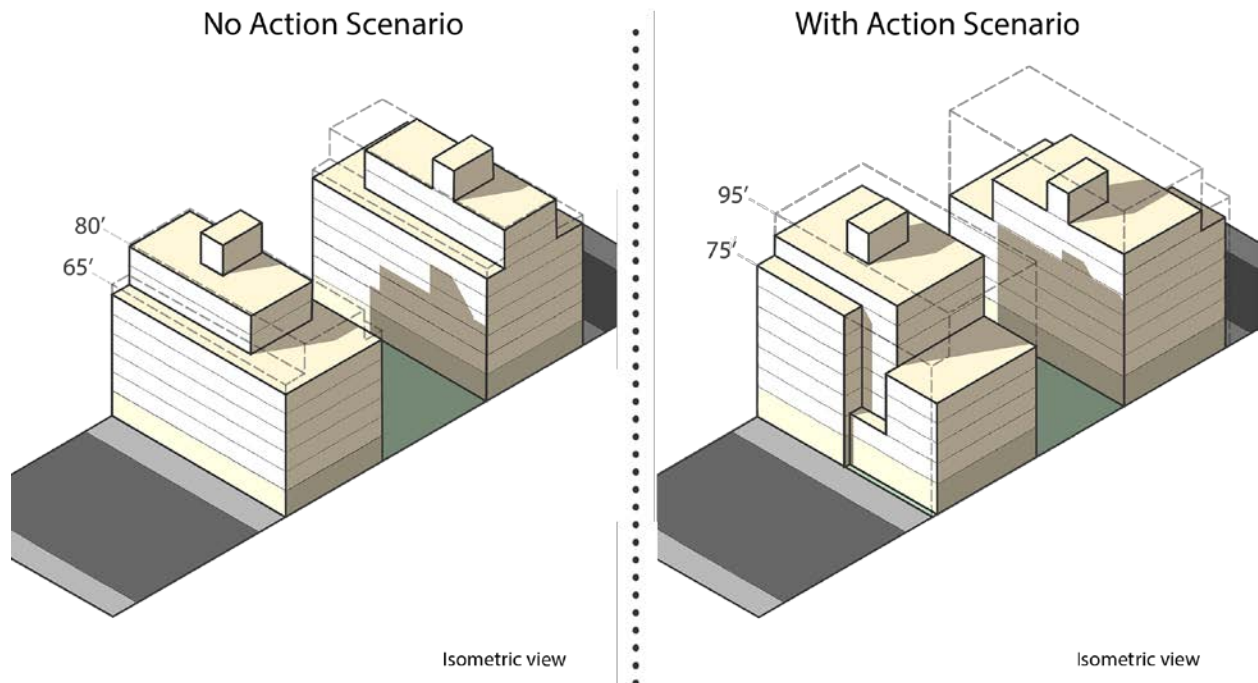 No Action Scenario
80′
65′
Isometric view
With Action Scenario
95′
75′
Isometric view